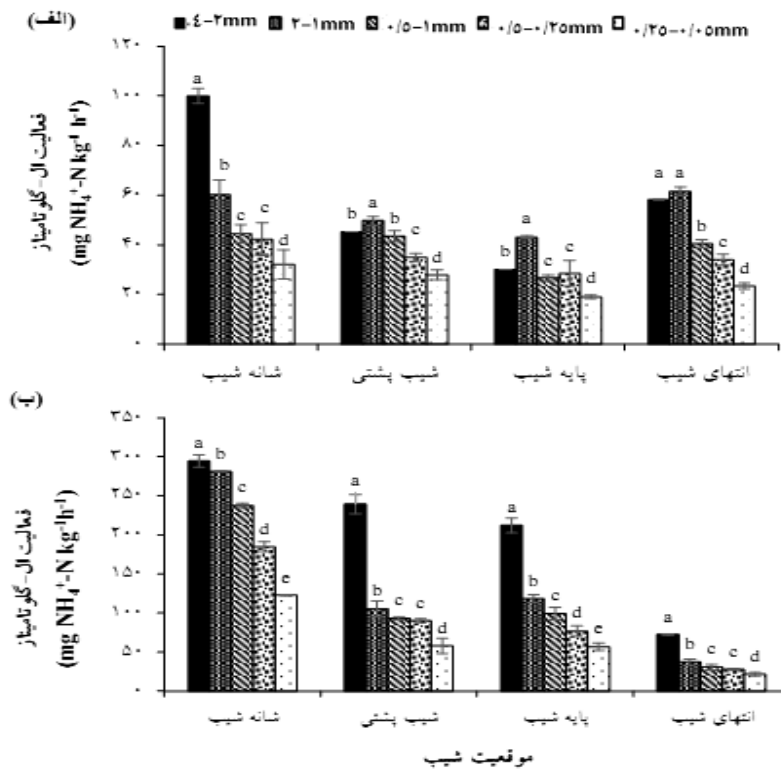 (الف)
۴-۲mm ۲-۱mm ۰/۵-۱mm ۰/۵-۰/۲۵mm ۰/۲۵-۰/۰۵mm
فعالیت ال-گلوتامیناز
(mg NH₄⁺-N kg⁻¹ h⁻¹)
۱۲۰
۱۰۰
۸۰
۶۰
۴۰
۲۰
۰
a b c c d
b a b c d
b a c c d
a a b c d
شانه شیب شیب پشتی پایه شیب انتهای شیب
(ب)
فعالیت ال-گلوتامیناز
(mg NH₄⁺-N kg⁻¹h⁻¹)
۳۵۰
۳۰۰
۲۵۰
۲۰۰
۱۵۰
۱۰۰
۵۰
۰
a b c d e
a b c c d
a b c d e
a b c c d
شانه شیب شیب پشتی پایه شیب انتهای شیب
موقعیت شیب